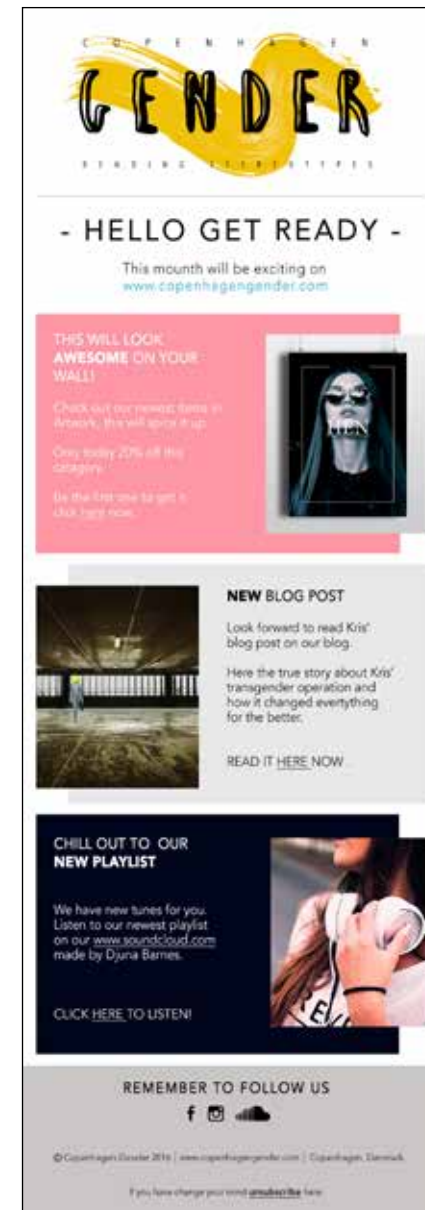 COPENHAGEN
GENDER
BENDING STEREOTYPES
- HELLO GET READY -
This mounth will be exciting on
www.copenhagengender.com
THIS WILL LOOK
AWESOME ON YOUR
WALL!
Check out our newest items in
Artwork, this will spice it up.
Only today 20% off this
category.
Be the first one to get it
click here now.
HEN
NEW BLOG POST
Look forward to read Kris'
blog post on our blog.
Here the true story about Kris'
transgender operation and
how it changed evertything
for the better.
READ IT HERE NOW
CHILL OUT TO OUR
NEW PLAYLIST
We have new tunes for you.
Listen to our newest playlist
on our www.soundcloud.com
made by Djuna Barnes.
CLICK HERE TO LISTEN!
REMEMBER TO FOLLOW US
© Copenhagen Gender 2016 | www.copenhagengender.com | Copenhagen, Denmark
If you have change your mind unsubscribe here